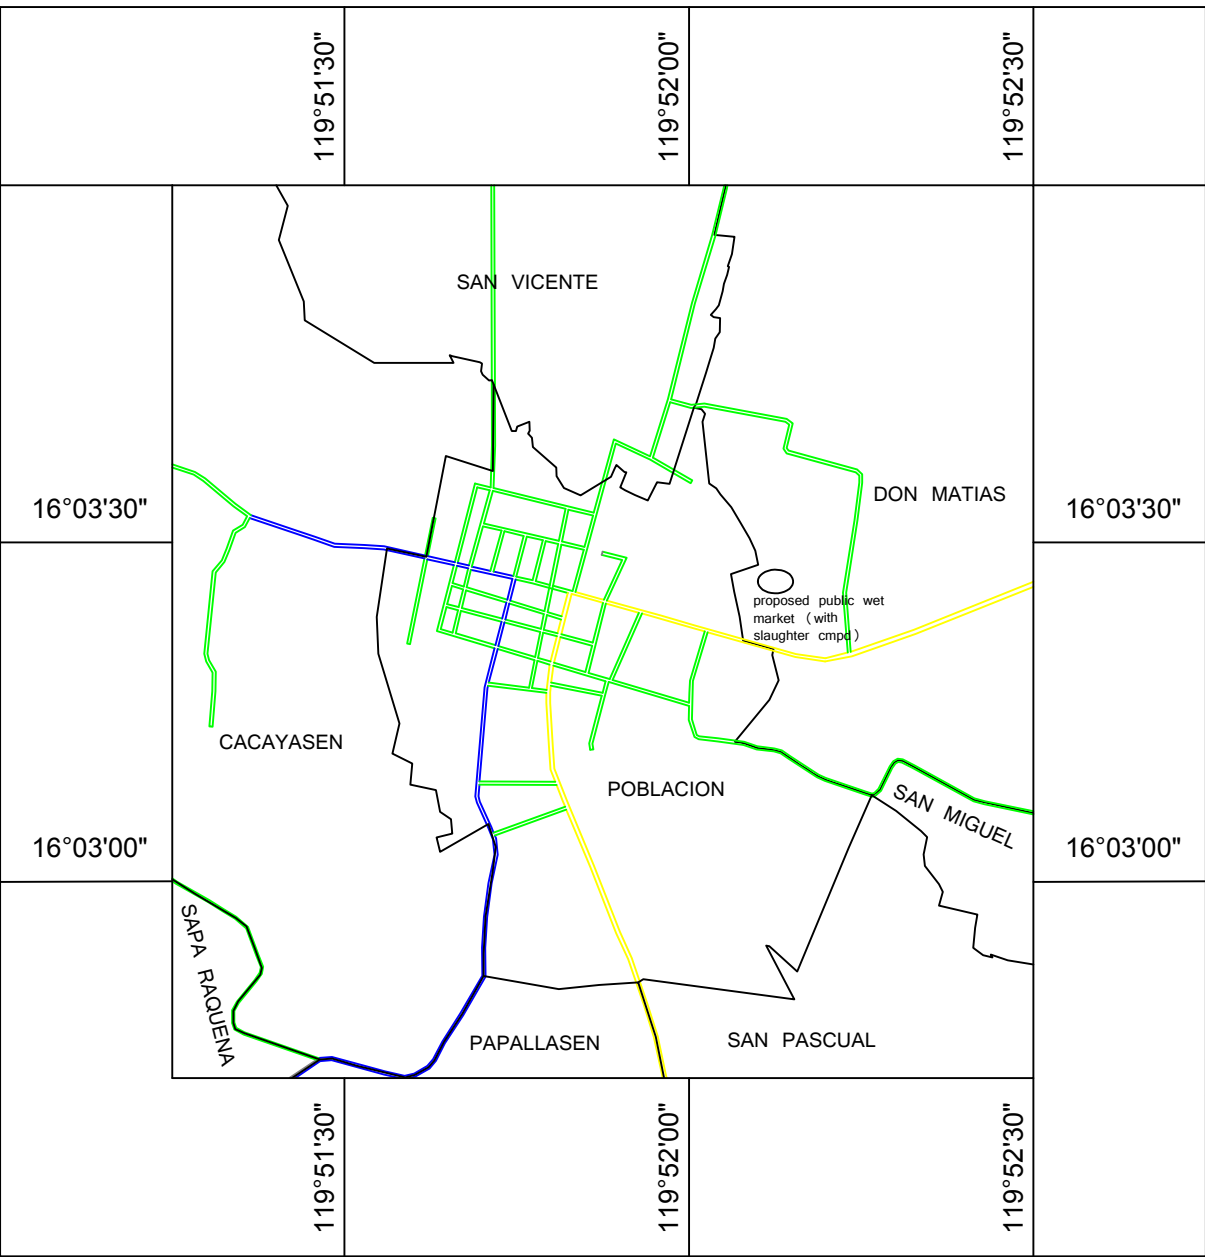 119°51'30"
119°52'00"
119°52'30"
SAN VICENTE
16°03'30"
DON MATIAS
16°03'30"
proposed public wet
market (with
slaughter cmpd)
CACAYASEN
POBLACION
SAN MIGUEL
16°03'00"
16°03'00"
SAPA RAQUENA
PAPALLASEN
SAN PASCUAL
119°51'30"
119°52'00"
119°52'30"